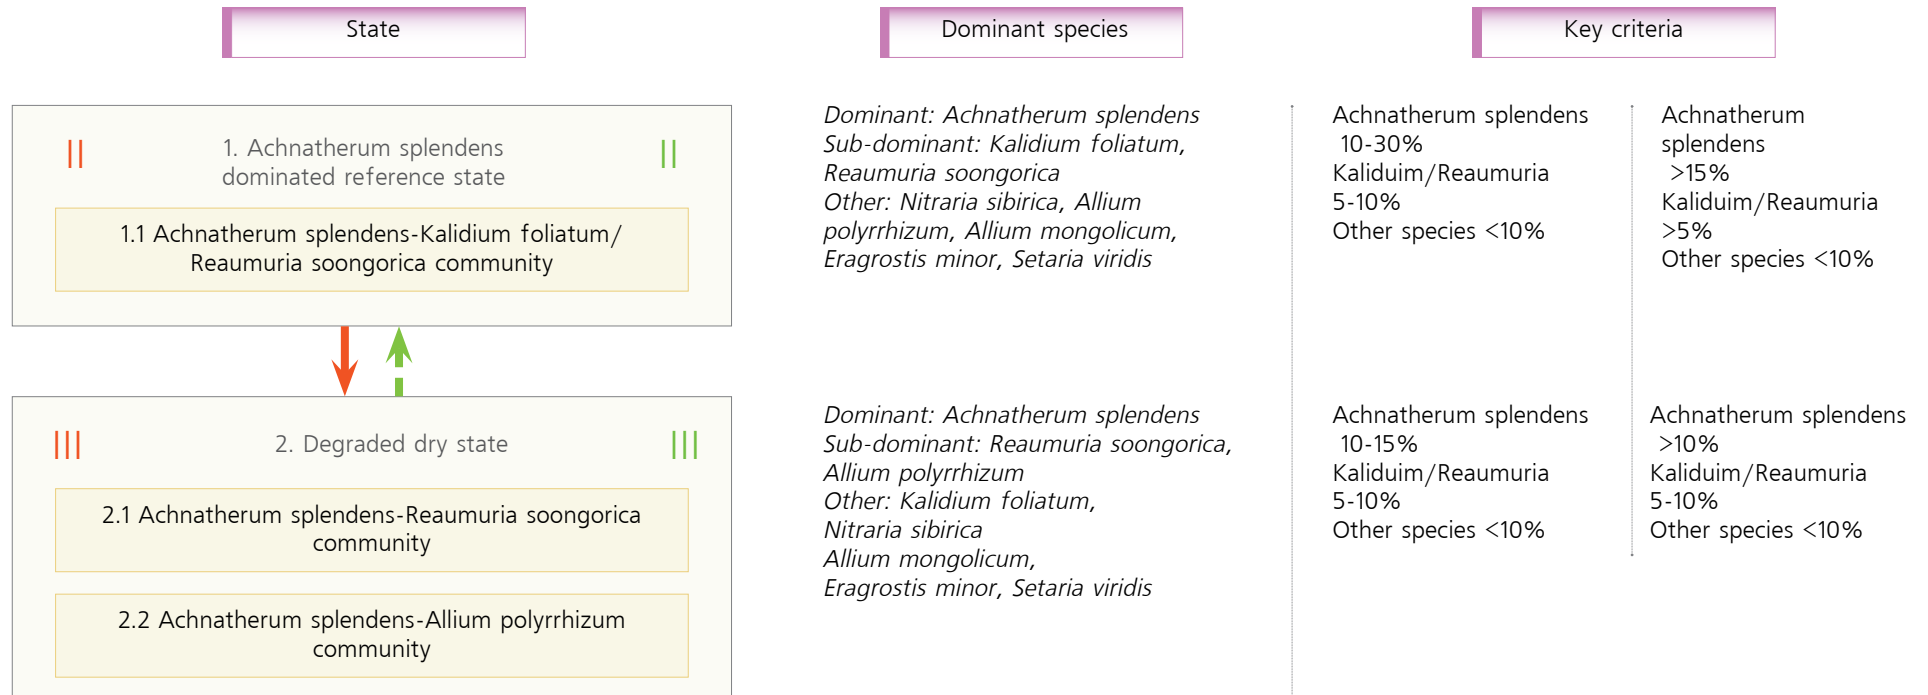 State
Dominant species
Key criteria
1. Achnatherum splendens
dominated reference state
1.1 Achnatherum splendens-Kalidium foliatum/
Reaumuria soongorica community
Dominant: Achnatherum splendens
Sub-dominant: Kalidium foliatum,
Reaumuria soongorica
Other: Nitraria sibirica, Allium
polyrrhizum, Allium mongolicum,
Eragrostis minor, Setaria viridis
Achnatherum splendens
10-30%
Kaliduim/Reaumuria
5-10%
Other species <10%
Achnatherum
splendens
>15%
Kaliduim/Reaumuria
>5%
Other species <10%
2. Degraded dry state
2.1 Achnatherum splendens-Reaumuria soongorica
community
2.2 Achnatherum splendens-Allium polyrrhizum
community
Dominant: Achnatherum splendens
Sub-dominant: Reaumuria soongorica,
Allium polyrrhizum
Other: Kalidium foliatum,
Nitraria sibirica
Allium mongolicum,
Eragrostis minor, Setaria viridis
Achnatherum splendens
10-15%
Kaliduim/Reaumuria
5-10%
Other species <10%
Achnatherum splendens
>10%
Kaliduim/Reaumuria
5-10%
Other species <10%